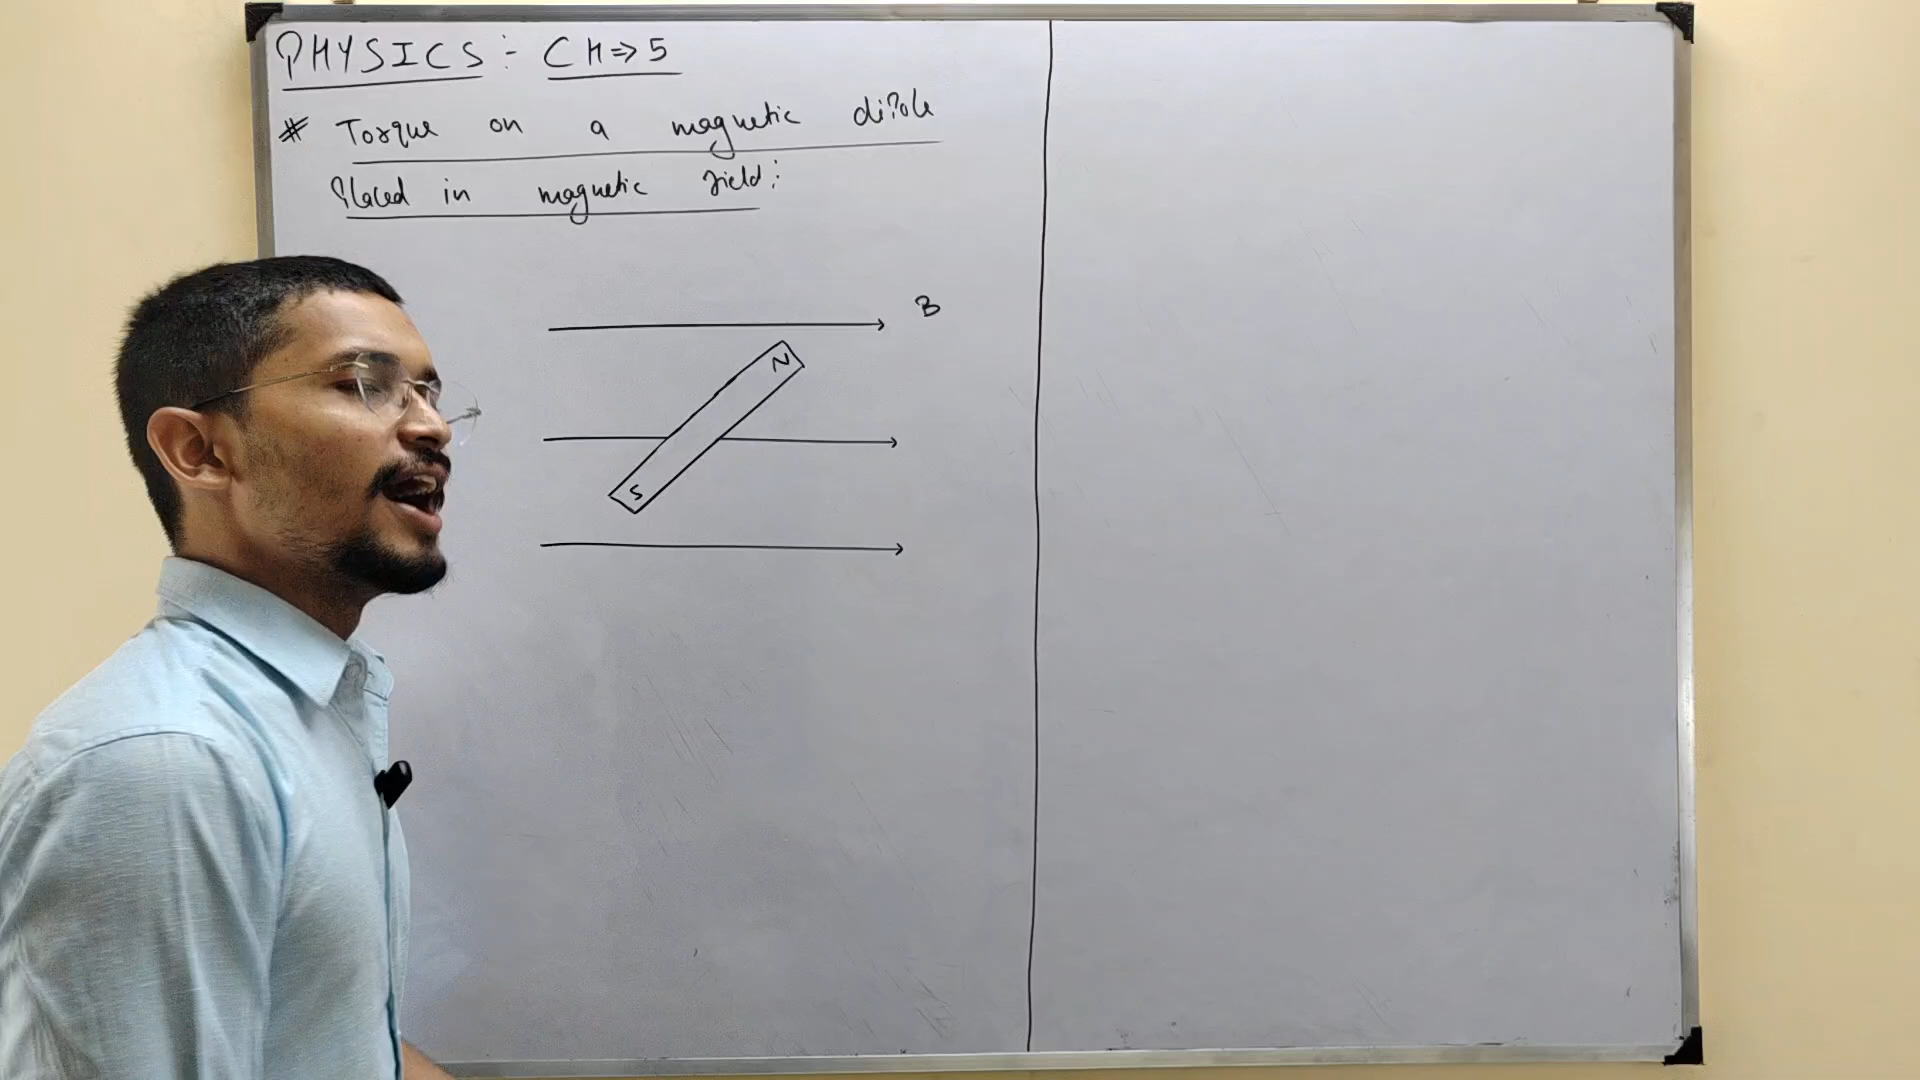 PHYSICS :- CH⇒5
# Torque on a magnetic dipole
placed in magnetic field :
B
N
S